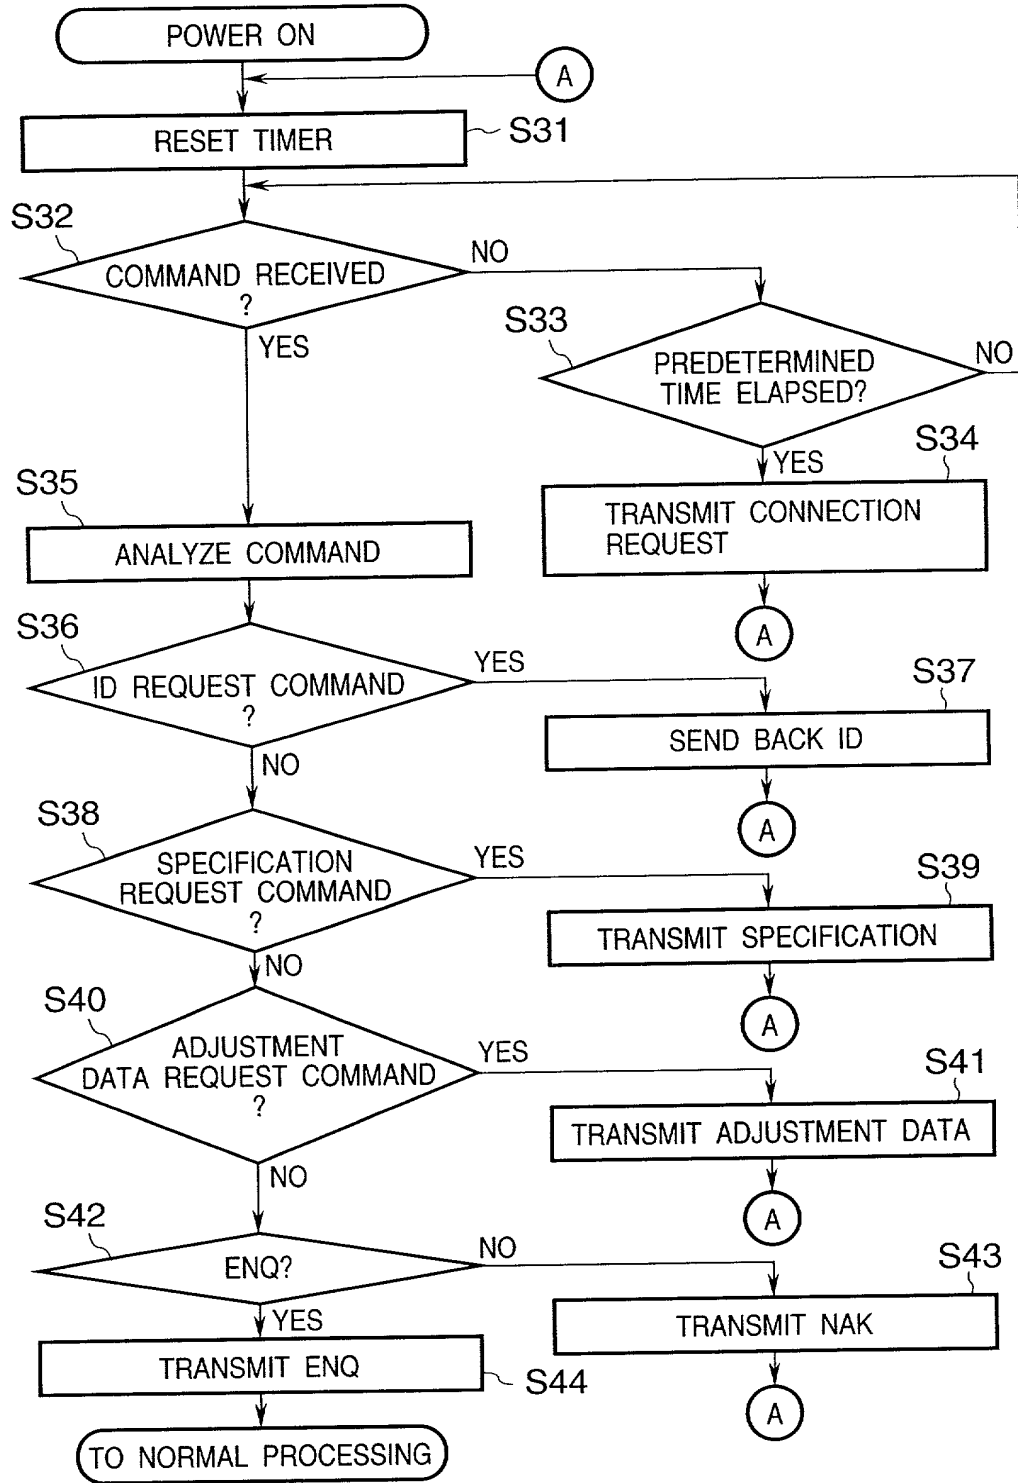 POWER ON
A
RESET TIMER
S31
S32
COMMAND RECEIVED
?
NO
YES
S33
PREDETERMINED
TIME ELAPSED?
NO
YES
S34
TRANSMIT CONNECTION
REQUEST
A
S35
ANALYZE COMMAND
S36
ID REQUEST COMMAND
?
YES
NO
S37
SEND BACK ID
A
S38
SPECIFICATION
REQUEST COMMAND
?
YES
NO
S39
TRANSMIT SPECIFICATION
A
S40
ADJUSTMENT
DATA REQUEST COMMAND
?
YES
NO
S41
TRANSMIT ADJUSTMENT DATA
A
S42
ENQ?
NO
YES
S43
TRANSMIT NAK
A
TRANSMIT ENQ
S44
TO NORMAL PROCESSING